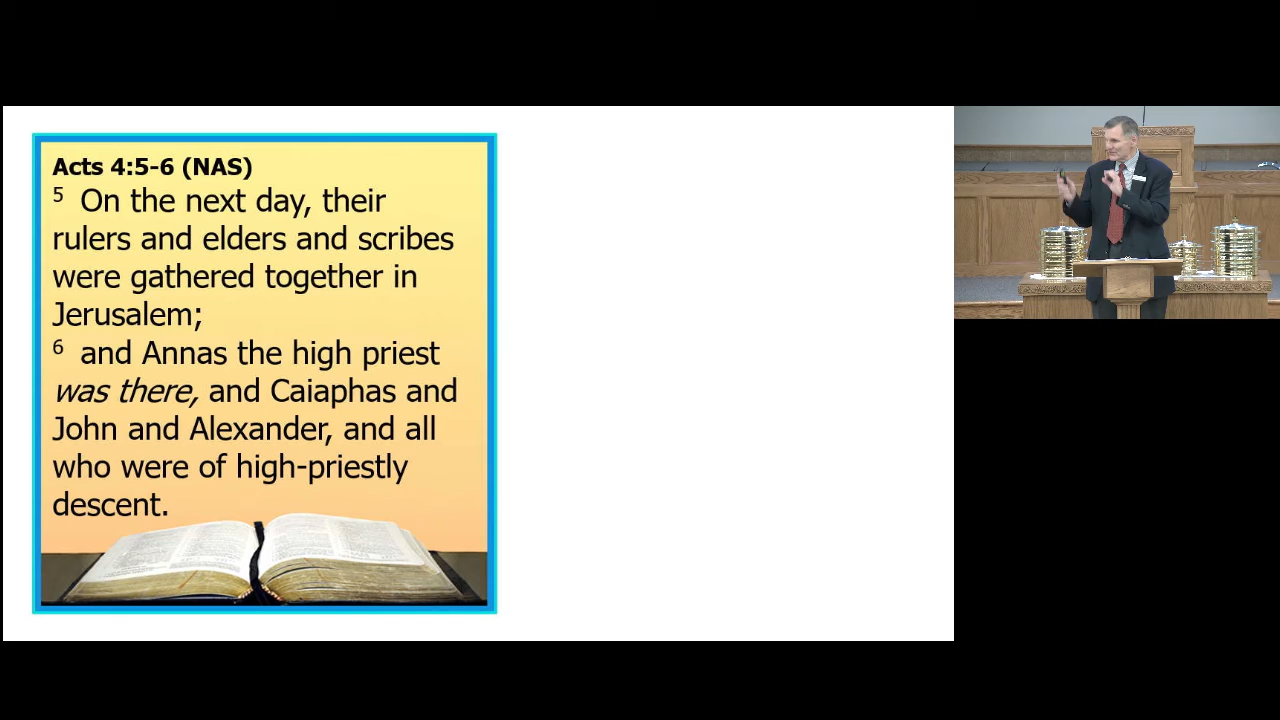 Acts 4:5-6 (NAS)
5 On the next day, their
rulers and elders and scribes
were gathered together in
Jerusalem;
6 and Annas the high priest
was there, and Caiaphas and
John and Alexander, and all
who were of high-priestly
descent.